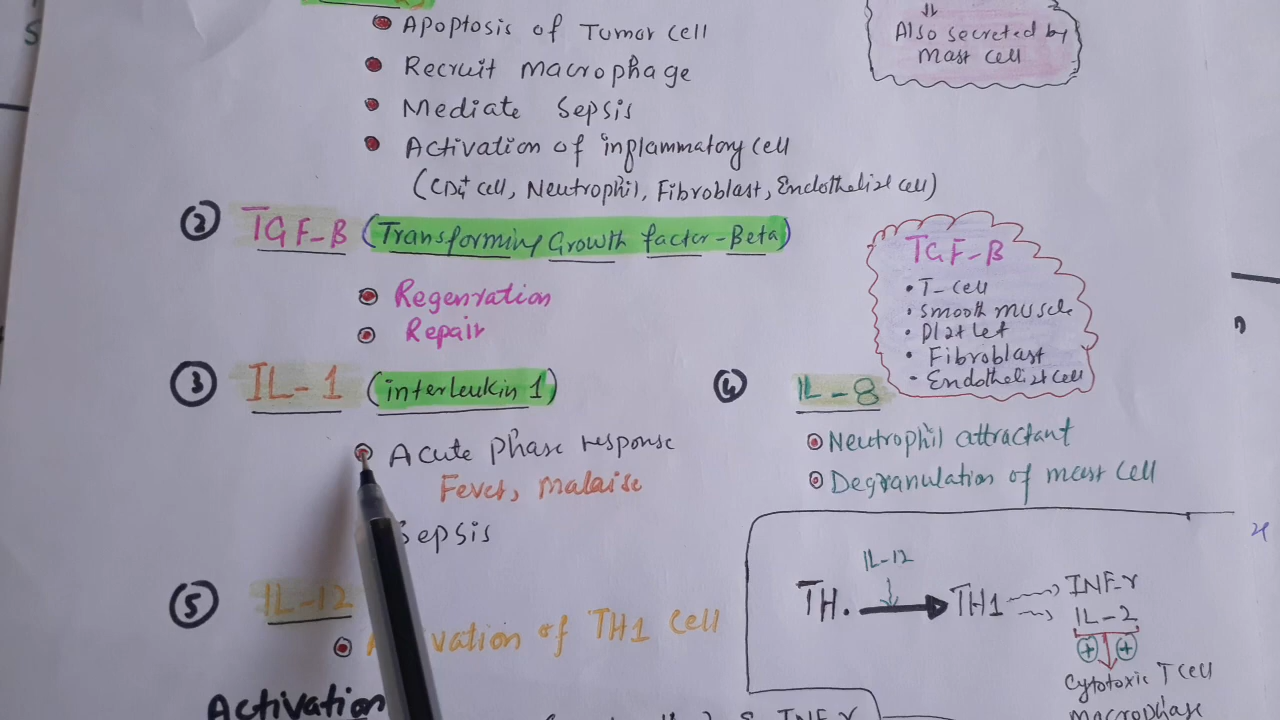 Apoptosis of Tumor cell
Recruit macrophage
Mediate Sepsis
Activation of inflammatory cell
(CD4+ cell, Neutrophil, Fibroblast, Endothelial cell)
Also secreted by
mast cell
② TGF-B (Transforming Growth factor-Beta)
Regenration
Repair
TGF-B
T-cell
smooth muscle
Platlet
Fibroblast
Endothelial cell
③ IL-1 (interleukin 1)
Acute phase response
Fever, malaise
Sepsis
④ IL-8
Neutrophil attractant
Degranulation of mast cell
⑤ IL-12
vation of TH1 cell
IL-12
TH. TH1 INF-γ
IL-2
+ +
Cytotoxic T cell
macrophage
Activation
INF-γ